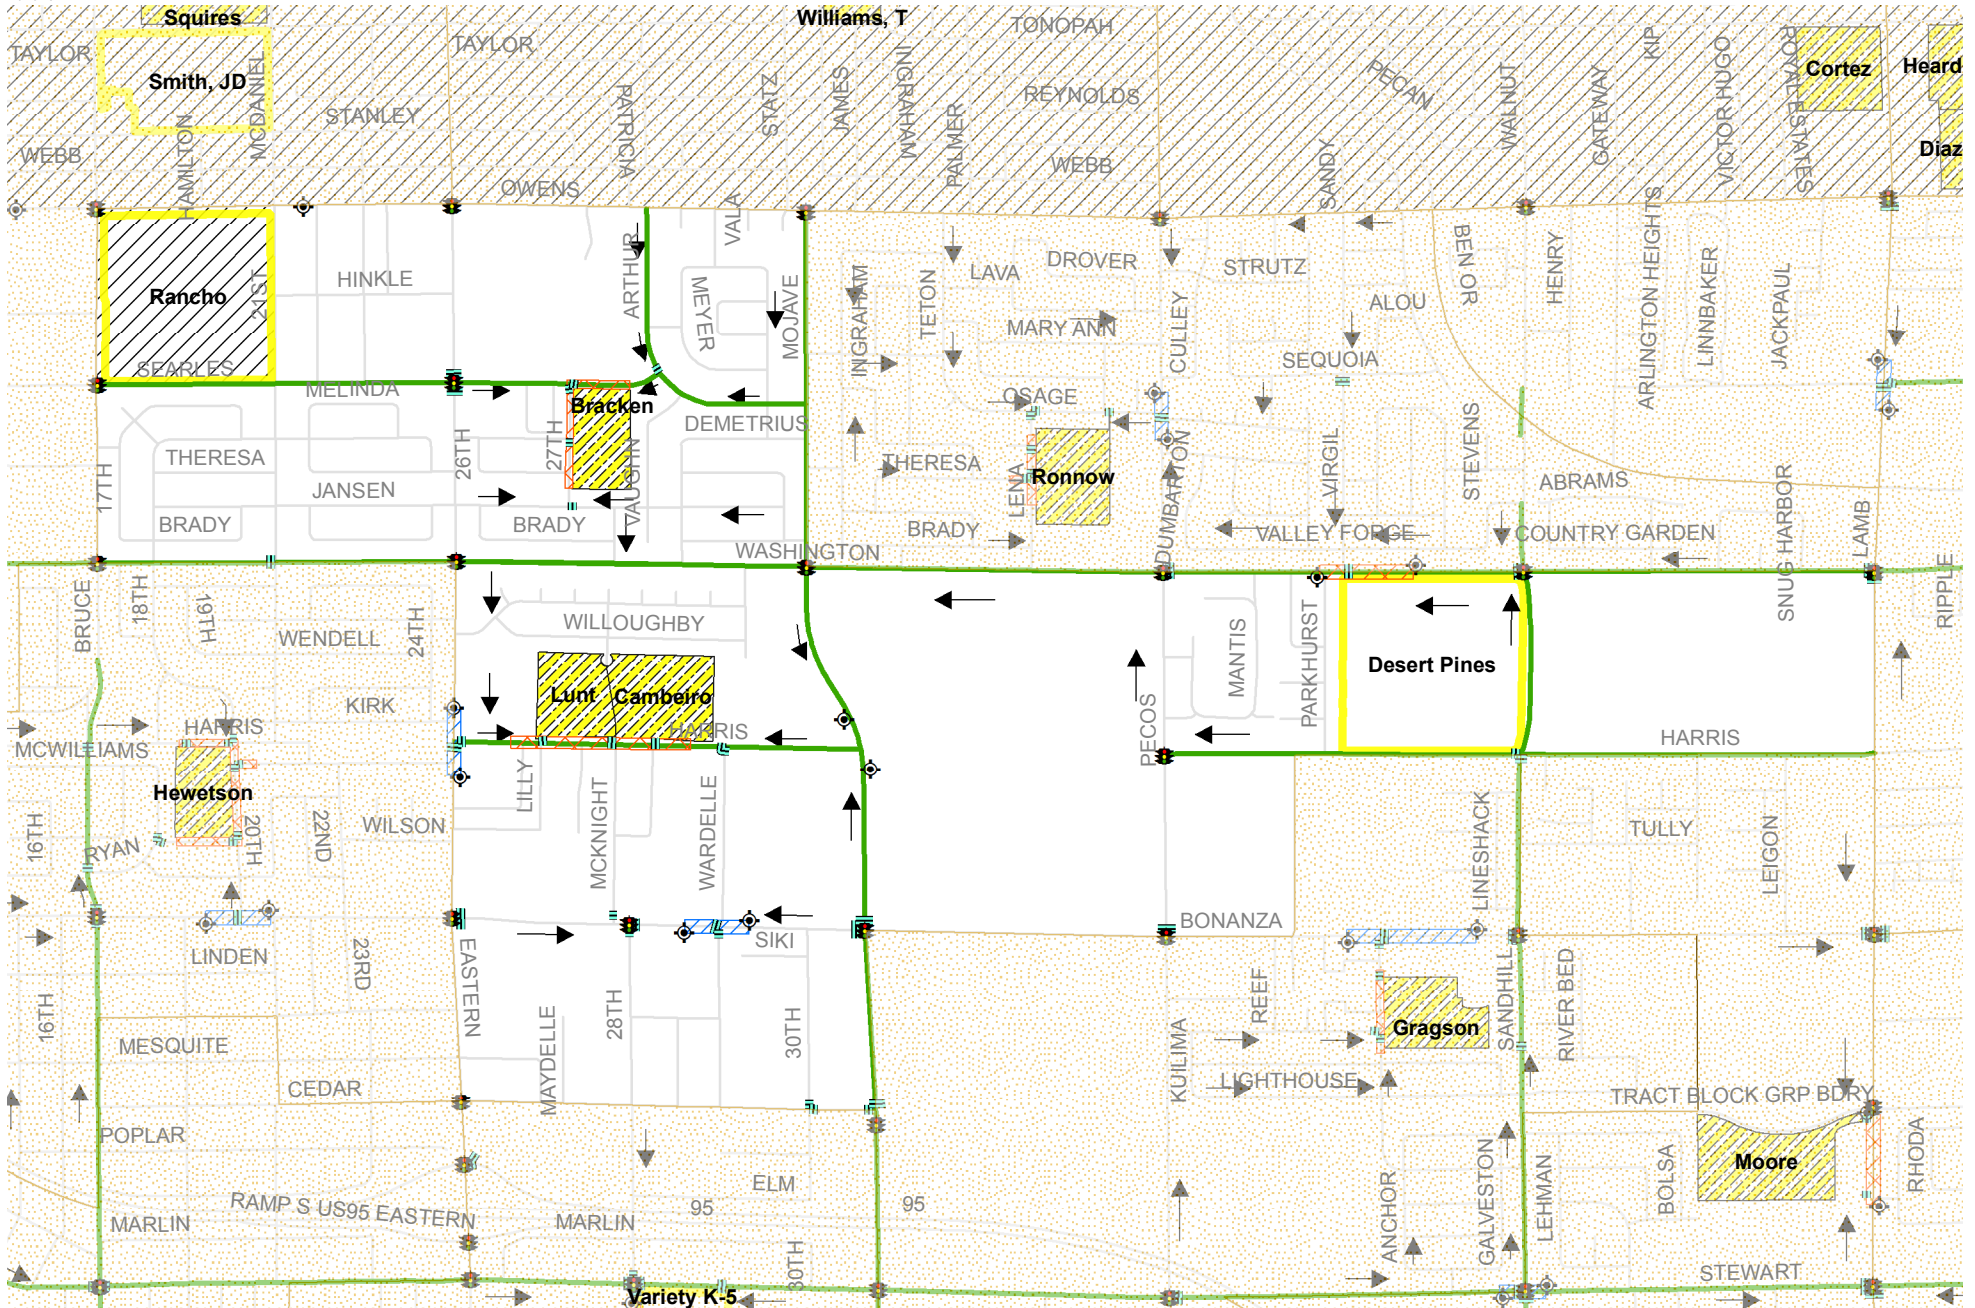 Squires
Williams, T
TONOPAH
TAYLOR
TAYLOR
KIP
Smith, JD
MCDANIEL
STATZ
JAMES
INGRAHAM
PECAN
WALNUT
GATEWAY
VICTOR HUGO
ROYAL ESTATES
Cortez
Heard
STANLEY
PATRICIA
PALMER
REYNOLDS
WEBB
HAMILTON
WEBB
SANDY
Diaz
OWENS
VALA
Rancho
21ST
HINKLE
ARTHUR
MEYER
MOJAVE
INGRAHAM
TETON
LAVA
DROVER
CULLEY
STRUTZ
BEN OR
HENRY
ARLINGTON HEIGHTS
LINNBAKER
JACKPAUL
MARY ANN
ALOU
SEARLES
SEQUOIA
MELINDA
Bracken
OSAGE
DEMETRIUS
THERESA
26TH
27TH
VAUGHN
THERESA
LENA
Ronnow
DUMBARTON
VIRGIL
STEVENS
ABRAMS
SNUG HARBOR
LAMB
17TH
JANSEN
BRADY
BRADY
BRADY
VALLEY FORGE
COUNTRY GARDEN
WASHINGTON
BRUCE
18TH
19TH
WENDELL
24TH
WILLOUGHBY
MANTIS
PARKHURST
Desert Pines
RIPPLE
KIRK
Lunt
Cambeiro
HARRIS
HARRIS
PECOS
HARRIS
MCWILLIAMS
Hewetson
LILLY
MCKNIGHT
WARDELLE
LINESHACK
16TH
RYAN
20TH
22ND
WILSON
TULLY
LEIGON
BONANZA
LINDEN
23RD
EASTERN
SIKI
16TH
MESQUITE
MAYDELLE
28TH
30TH
REEF
Gragson
SANDHILL
RIVER BED
CEDAR
KUILIMA
LIGHTHOUSE
TRACT BLOCK GRP BDRY
POPLAR
Moore
RHODA
ELM
ANCHOR
GALVESTON
LEHMAN
BOLSA
MARLIN
RAMP S US95 EASTERN
MARLIN
95
95
30TH
STEWART
Variety K-5